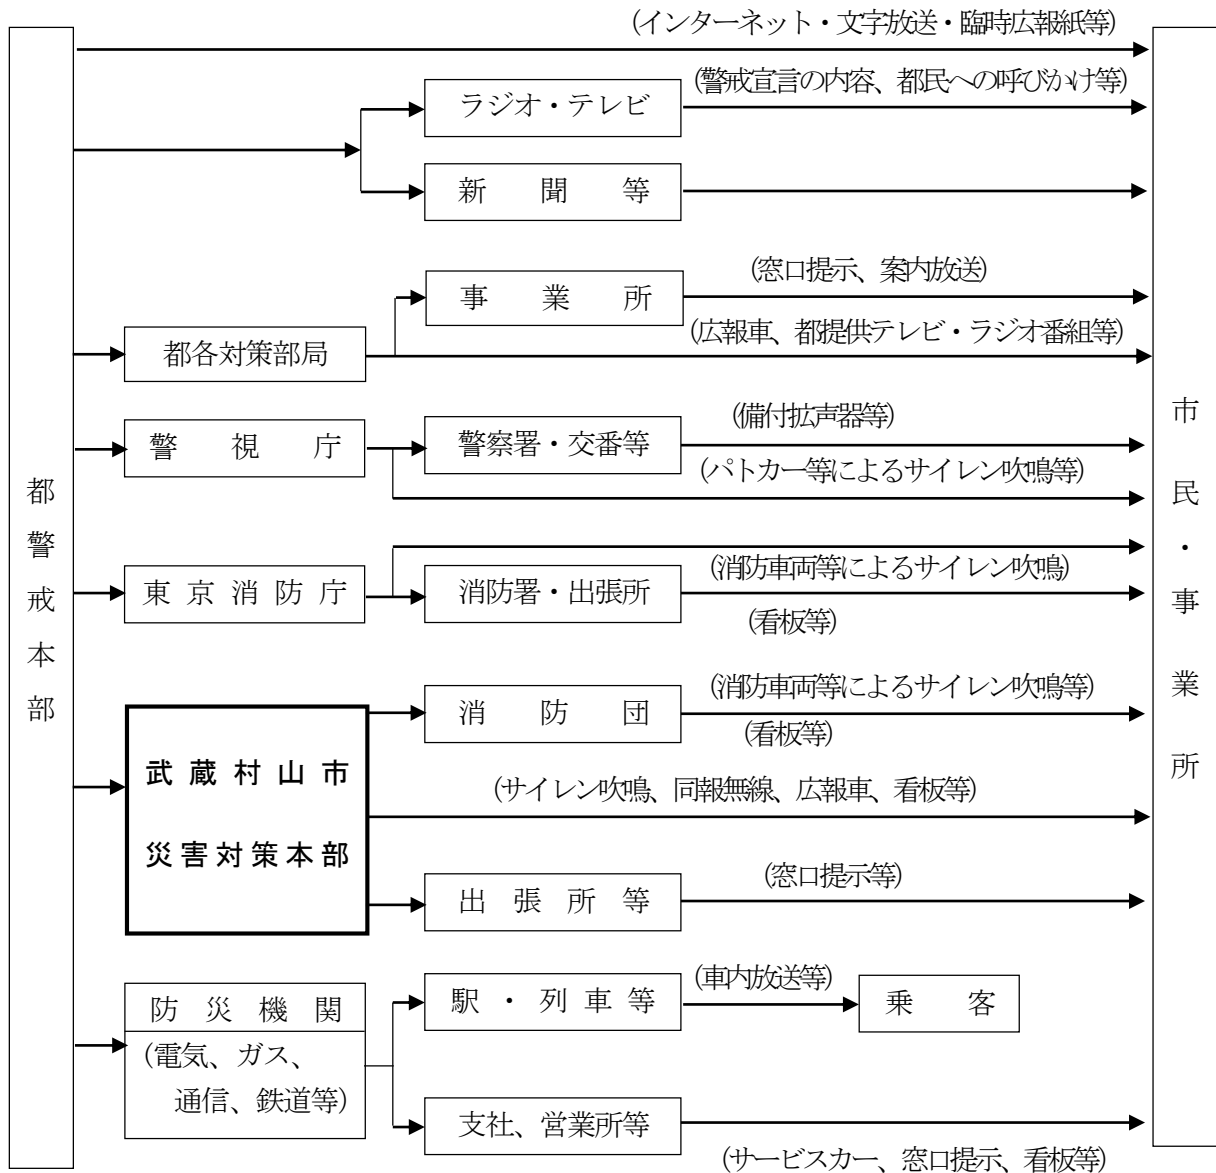 (インターネット・文字放送・臨時広報紙等)
(警戒宣言の内容、都民への呼びかけ等)
ラジオ・テレビ
新聞等
(窓口提示、案内放送)
事業所
(広報車、都提供テレビ・ラジオ番組等)
都各対策部局
(備付拡声器等)
警視庁
警察署・交番等
(パトカー等によるサイレン吹鳴等)
都警戒本部
市民・事業所
(消防車両等によるサイレン吹鳴)
東京消防庁
消防署・出張所
(看板等)
(消防車両等によるサイレン吹鳴等)
消防団
(看板等)
武蔵村山市
災害対策本部
(サイレン吹鳴、同報無線、広報車、看板等)
(窓口提示等)
出張所等
(車内放送等)
防災機関
駅・列車等
乗客
(電気、ガス、
通信、鉄道等)
支社、営業所等
(サービスカー、窓口提示、看板等)